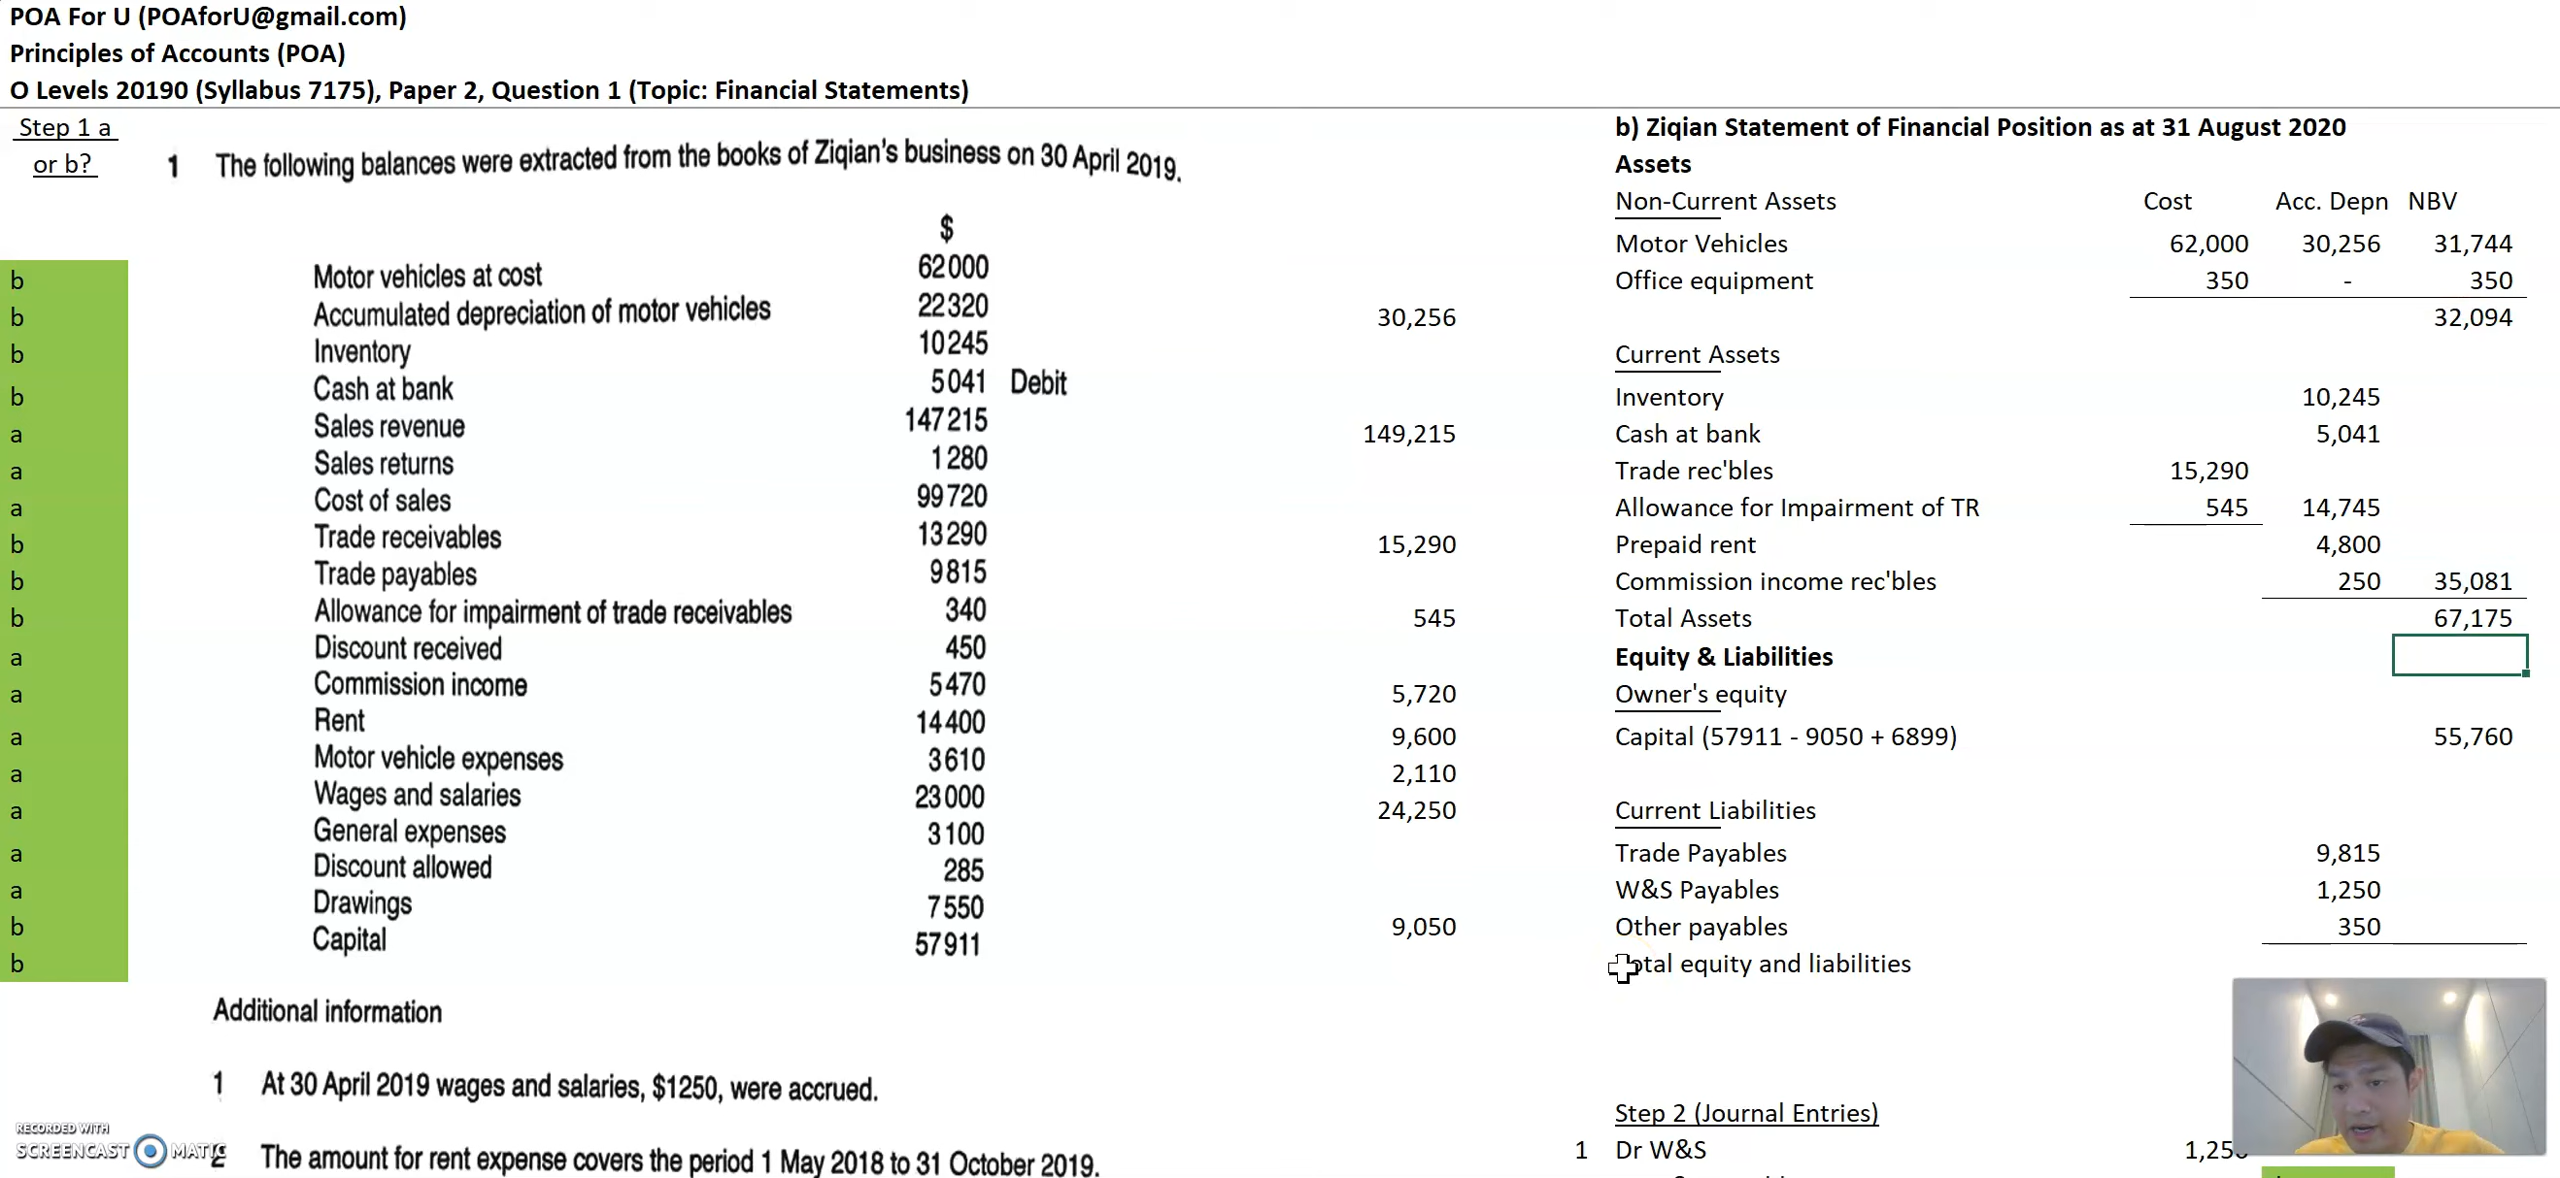 POA For U (POAforU@gmail.com)
Principles of Accounts (POA)
O Levels 20190 (Syllabus 7175), Paper 2, Question 1 (Topic: Financial Statements)
Step 1 a
or b?
1 The following balances were extracted from the books of Ziqian's business on 30 April 2019.
$
b Motor vehicles at cost 62000
b Accumulated depreciation of motor vehicles 22320 30,256
b Inventory 10245
b Cash at bank 5041 Debit
a Sales revenue 147215 149,215
a Sales returns 1280
a Cost of sales 99720
b Trade receivables 13290 15,290
b Trade payables 9815
b Allowance for impairment of trade receivables 340 545
a Discount received 450
a Commission income 5470 5,720
a Rent 14400 9,600
a Motor vehicle expenses 3610 2,110
a Wages and salaries 23000 24,250
a General expenses 3100
a Discount allowed 285
b Drawings 7550 9,050
b Capital 57911
Additional information
1 At 30 April 2019 wages and salaries, $1250, were accrued.
2 The amount for rent expense covers the period 1 May 2018 to 31 October 2019.
RECORDED WITH
SCREENCAST MATIC
b) Ziqian Statement of Financial Position as at 31 August 2020
Assets
Non-Current Assets Cost Acc. Depn NBV
Motor Vehicles 62,000 30,256 31,744
Office equipment 350 - 350
32,094
Current Assets
Inventory 10,245
Cash at bank 5,041
Trade rec'bles 15,290
Allowance for Impairment of TR 545 14,745
Prepaid rent 4,800
Commission income rec'bles 250 35,081
Total Assets 67,175
Equity & Liabilities
Owner's equity
Capital (57911 - 9050 + 6899) 55,760
Current Liabilities
Trade Payables 9,815
W&S Payables 1,250
Other payables 350
equity and liabilities
Step 2 (Journal Entries)
1 Dr W&S